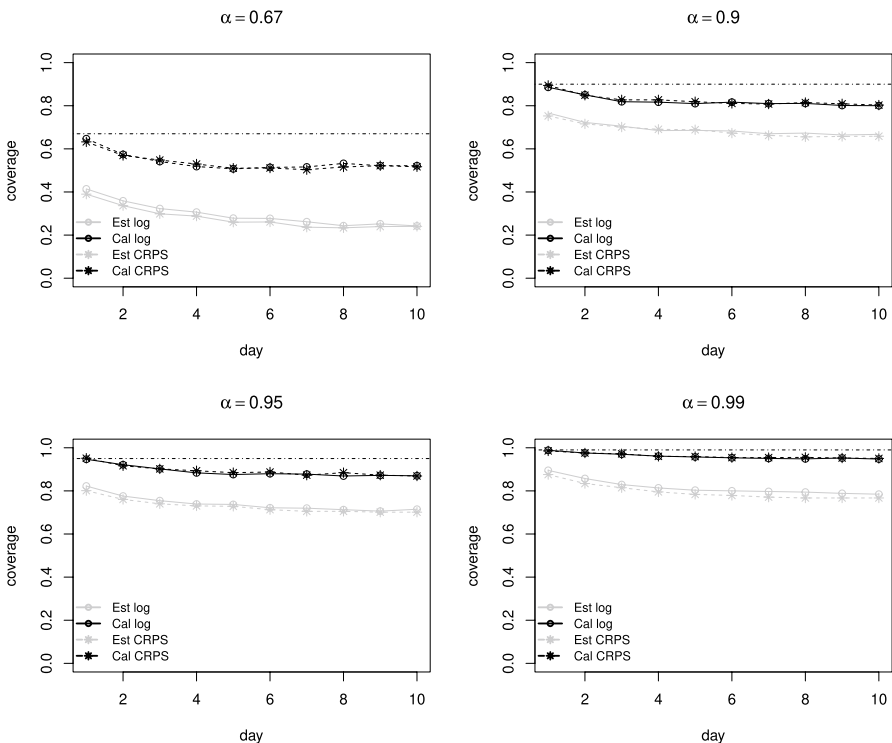 α = 0.67
coverage
1.0
0.8
0.6
0.4
0.2
0.0
Est log
Cal log
Est CRPS
Cal CRPS
2 4 6 8 10
day
α = 0.9
coverage
1.0
0.8
0.6
0.4
0.2
0.0
Est log
Cal log
Est CRPS
Cal CRPS
2 4 6 8 10
day
α = 0.95
coverage
1.0
0.8
0.6
0.4
0.2
0.0
Est log
Cal log
Est CRPS
Cal CRPS
2 4 6 8 10
day
α = 0.99
coverage
1.0
0.8
0.6
0.4
0.2
0.0
Est log
Cal log
Est CRPS
Cal CRPS
2 4 6 8 10
day